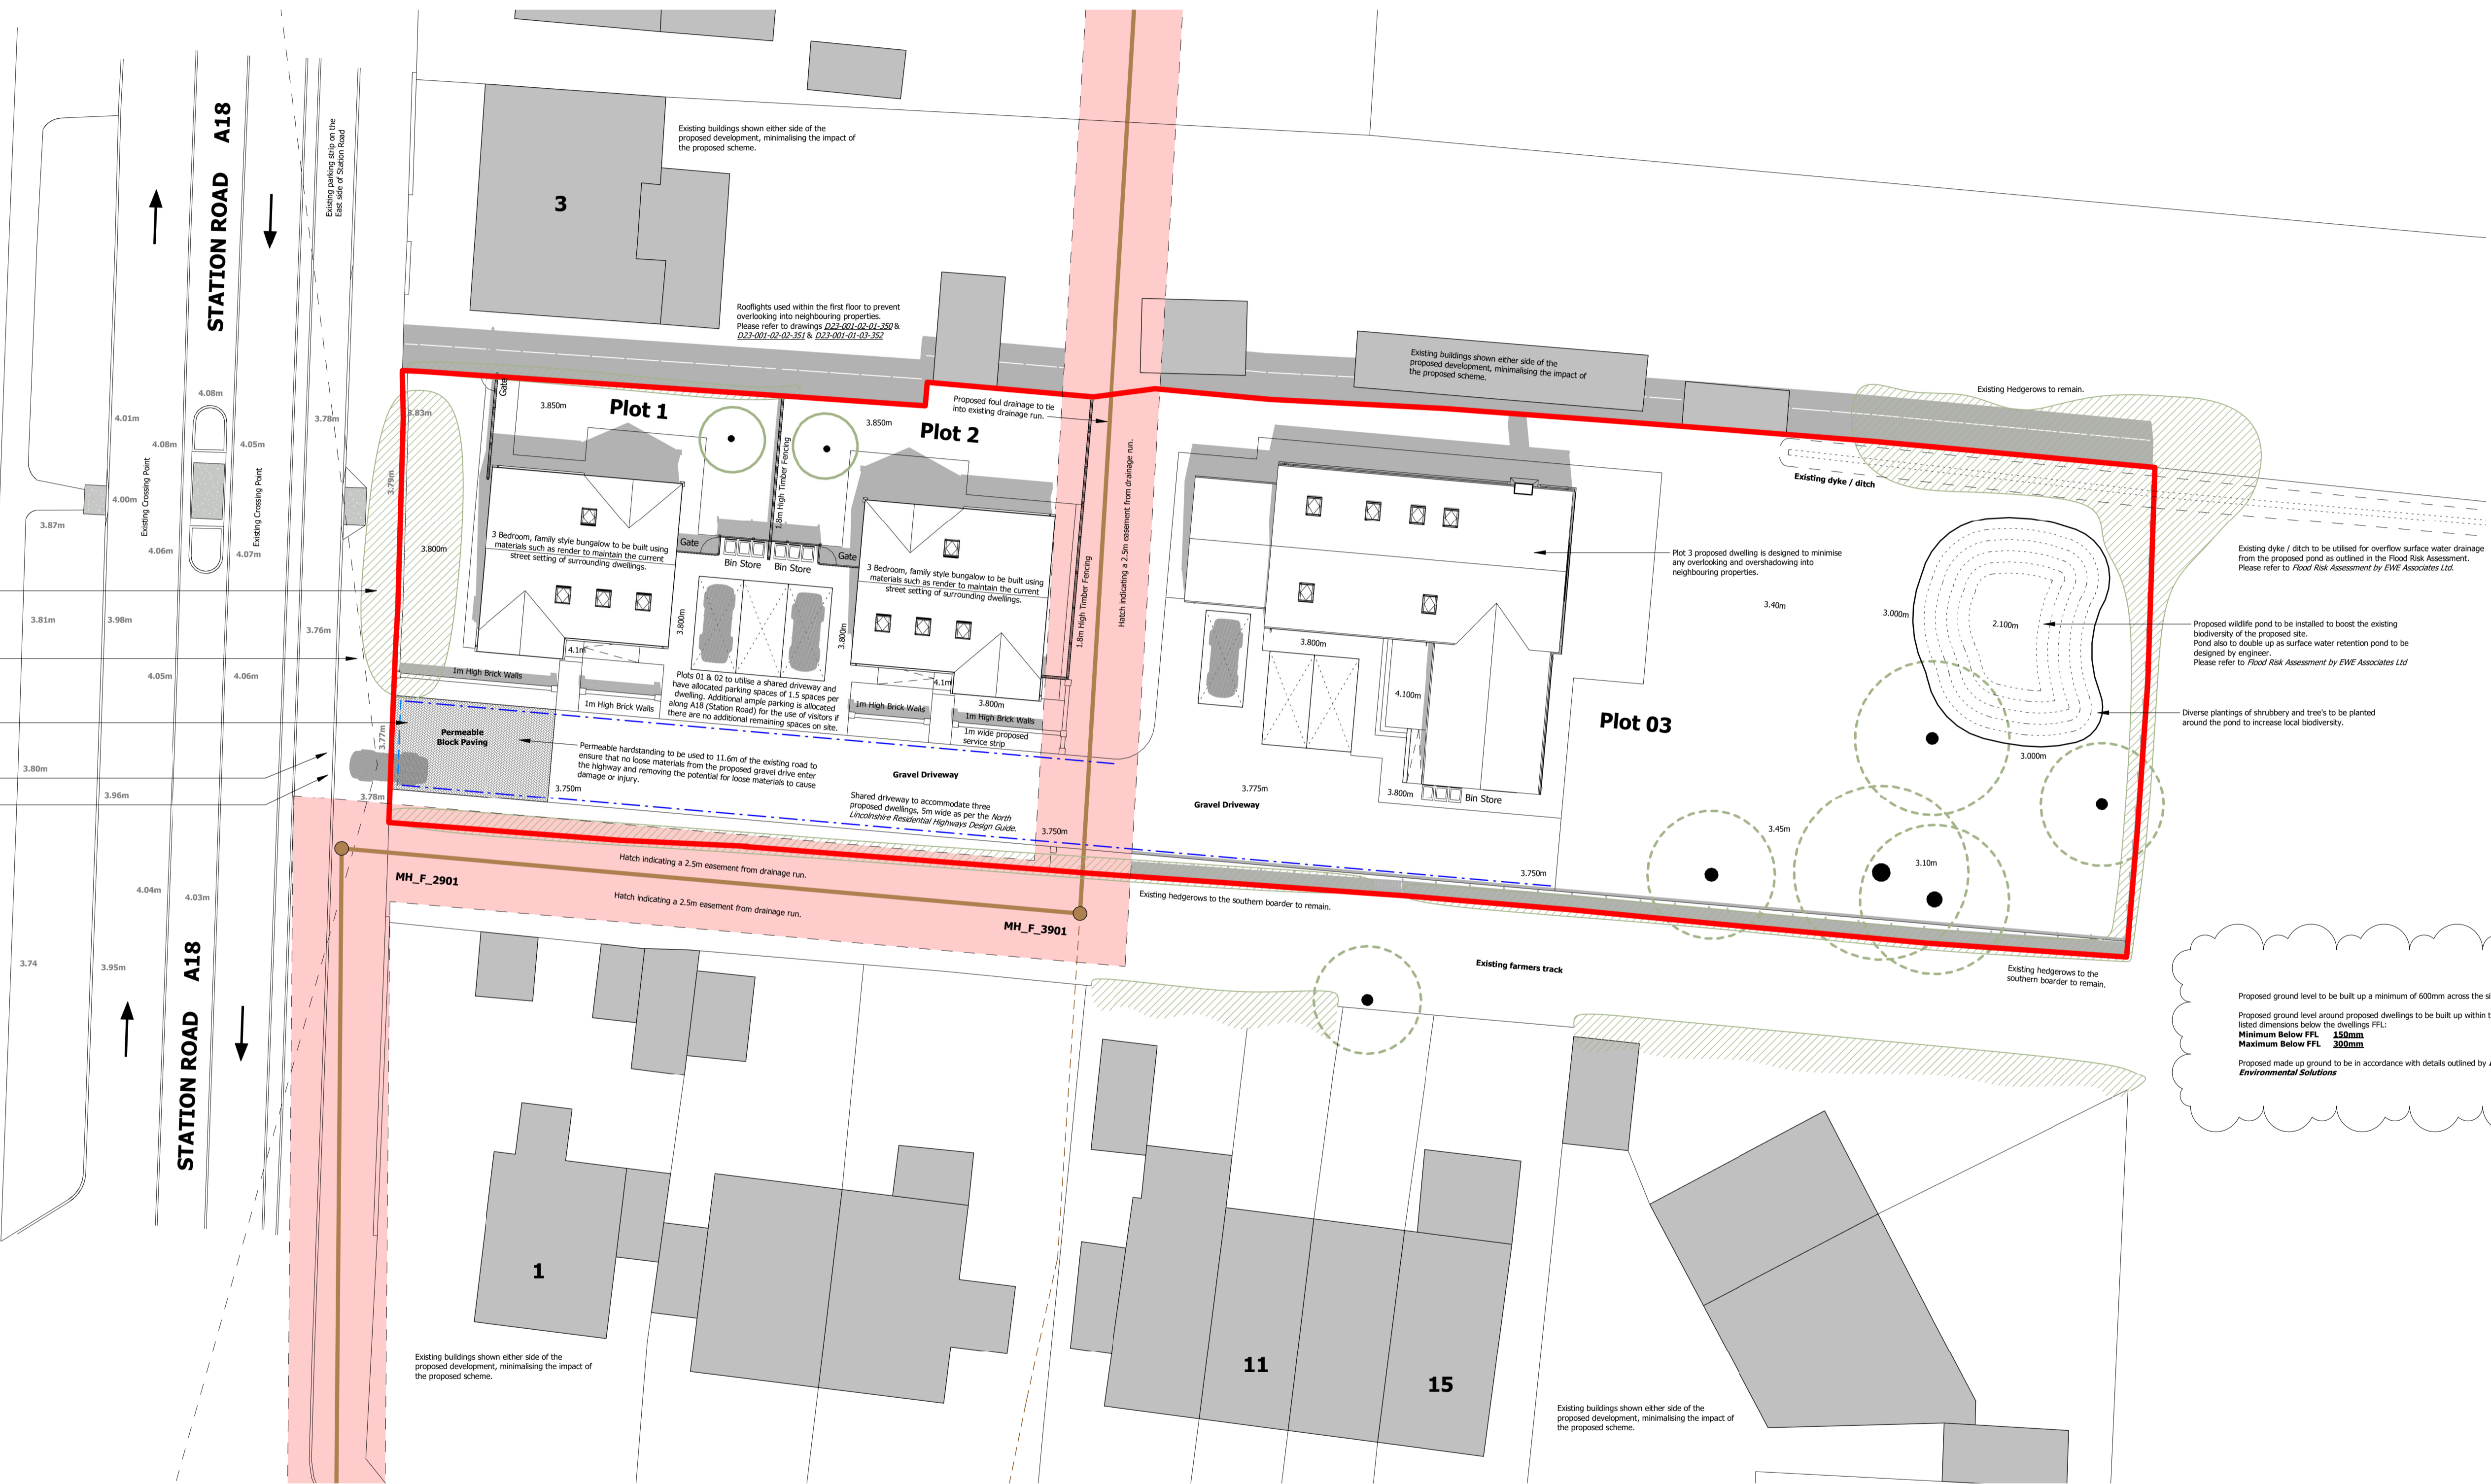 STATION ROAD    A18
Existing parking strip on the
East side of Station Road
3
Existing buildings shown either side of the
proposed development, minimalising the impact of
the proposed scheme.
Rooflights used within the first floor to prevent
overlooking into neighbouring properties.
Please refer to drawings D23-001-02-01-350 &
D23-001-02-02-351 & D23-001-01-03-352
Existing buildings shown either side of the
proposed development, minimalising the impact of
the proposed scheme.
Existing Hedgerows to remain.
4.08m
4.01m
4.08m
4.05m
3.78m
3.83m
3.79m
4.00m
3.87m
4.06m
4.07m
Existing Crossing Point
Existing Crossing Point
3.81m
3.98m
3.76m
4.05m
4.06m
3.77m
3.80m
3.96m
3.78m
4.04m
4.03m
3.74
3.95m
Gate
3.850m
Plot 1
3.850m
Plot 2
Proposed foul drainage to tie
into existing drainage run.
1.8m High Timber Fencing
1.8m High Timber Fencing
Hatch indicating a 2.5m easement from drainage run.
3.800m
3 Bedroom, family style bungalow to be built using
materials such as render to maintain the current
street setting of surrounding dwellings.
Gate
Bin Store
Bin Store
Gate
3 Bedroom, family style bungalow to be built using
materials such as render to maintain the current
street setting of surrounding dwellings.
3.800m
3.800m
4.1m
4.1m
3.800m
1m High Brick Walls
1m High Brick Walls
1m High Brick Walls
1m High Brick Walls
1m wide proposed
service strip
Plots 01 & 02 to utilise a shared driveway and
have allocated parking spaces of 1.5 spaces per
dwelling. Additional ample parking is allocated
along A18 (Station Road) for the use of visitors if
there are no additional remaining spaces on site.
Permeable
Block Paving
Permeable hardstanding to be used to 11.6m of the existing road to
ensure that no loose materials from the proposed gravel drive enter
the highway and removing the potential for loose materials to cause
damage or injury.
3.750m
Gravel Driveway
Shared driveway to accommodate three
proposed dwellings, 5m wide as per the North
Lincolnshire Residential Highways Design Guide.
3.750m
Gravel Driveway
3.775m
3.800m
4.100m
3.800m
Bin Store
Plot 03
Plot 3 proposed dwelling is designed to minimise
any overlooking and overshadowing into
neighbouring properties.
Existing dyke / ditch
3.40m
3.000m
2.100m
3.000m
3.45m
3.10m
3.750m
Existing dyke / ditch to be utilised for overflow surface water drainage
from the proposed pond as outlined in the Flood Risk Assessment.
Please refer to Flood Risk Assessment by EWE Associates Ltd.
Proposed wildlife pond to be installed to boost the existing
biodiversity of the proposed site.
Pond also to double up as surface water retention pond to be
designed by engineer.
Please refer to Flood Risk Assessment by EWE Associates Ltd
Diverse plantings of shrubbery and tree's to be planted
around the pond to increase local biodiversity.
Hatch indicating a 2.5m easement from drainage run.
Hatch indicating a 2.5m easement from drainage run.
MH_F_2901
MH_F_3901
Existing hedgerows to the southern boarder to remain.
Existing farmers track
Existing hedgerows to the
southern boarder to remain.
Proposed ground level to be built up a minimum of 600mm across the si
Proposed ground level around proposed dwellings to be built up within t
listed dimensions below the dwellings FFL:
Minimum Below FFL    150mm
Maximum Below FFL    300mm
Proposed made up ground to be in accordance with details outlined by
Environmental Solutions
STATION ROAD    A18
1
11
15
Existing buildings shown either side of the
proposed development, minimalising the impact of
the proposed scheme.
Existing buildings shown either side of the
proposed development, minimalising the impact of
the proposed scheme.